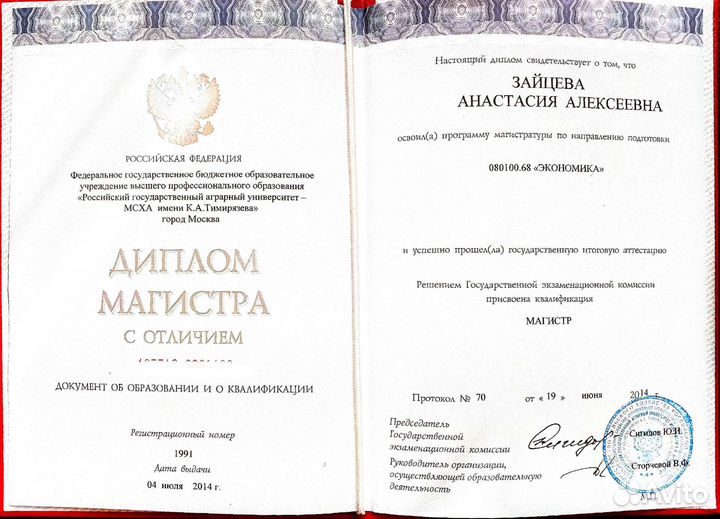 РОССИЙСКАЯ ФЕДЕРАЦИЯ
Федеральное государственное бюджетное образовательное
учреждение высшего профессионального образования
«Российский государственный аграрный университет –
МСХА имени К.А.Тимирязева»
город Москва
ДИПЛОМ
МАГИСТРА
С ОТЛИЧИЕМ
ДОКУМЕНТ ОБ ОБРАЗОВАНИИ И О КВАЛИФИКАЦИИ
Регистрационный номер
1991
Дата выдачи
04 июля 2014 г.
Настоящий диплом свидетельствует о том, что
ЗАЙЦЕВА
АНАСТАСИЯ АЛЕКСЕЕВНА
освоил(а) программу магистратуры по направлению подготовки
080100.68 «ЭКОНОМИКА»
и успешно прошел(ла) государственную итоговую аттестацию
Решением Государственной экзаменационной комиссии
присвоена квалификация
МАГИСТР
Протокол № 70 от « 19 » июня 2014 г.
Председатель
Государственной
экзаменационной комиссии
Сигидов Ю.И.
Руководитель организации,
осуществляющей образовательную
деятельность
Сторчевой В.Ф.
М.П.
Avito